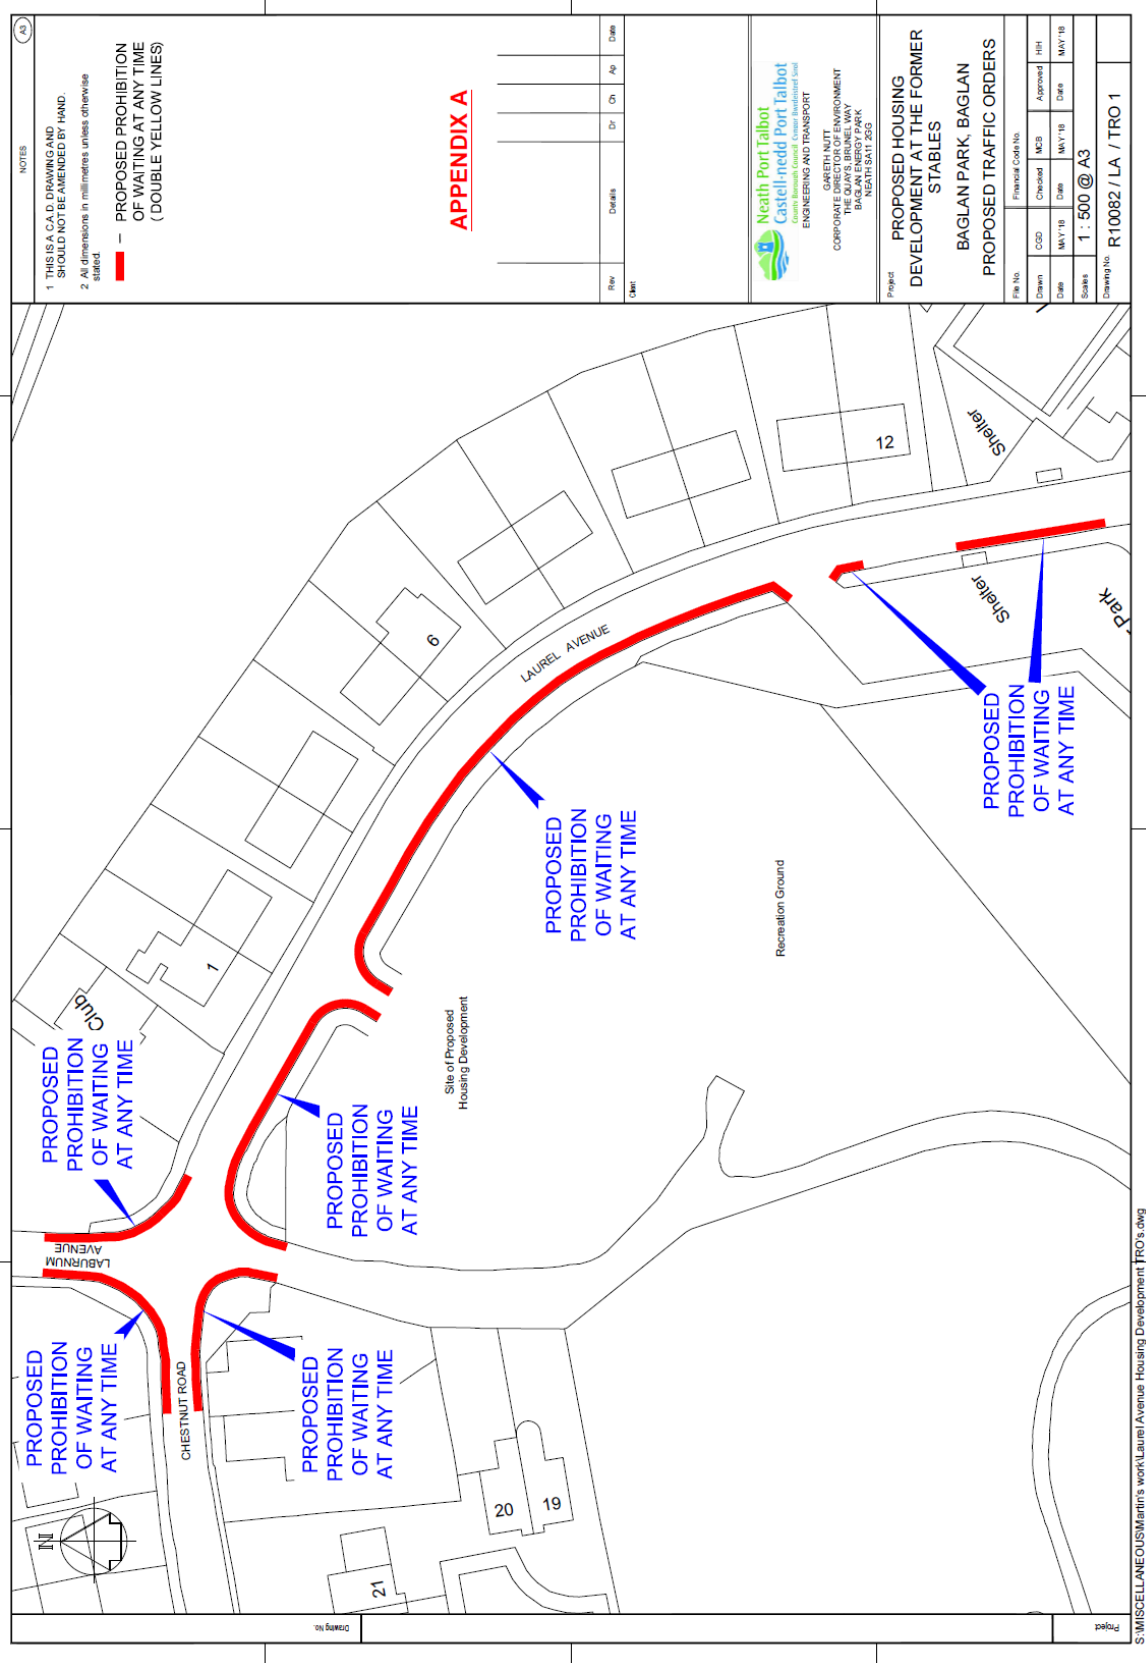 A3
NOTES
1 THIS IS A C.A.D. DRAWING AND
SHOULD NOT BE AMENDED BY HAND.
2 All dimensions in millimetres unless otherwise
stated.
— PROPOSED PROHIBITION
OF WAITING AT ANY TIME
( DOUBLE YELLOW LINES)
APPENDIX A
Rev Details Dr Ch Ap Date
Client
Neath Port Talbot
Castell-nedd Port Talbot
County Borough Council Cyngor Bwrdeistref Sirol
ENGINEERING AND TRANSPORT
GARETH NUTT
CORPORATE DIRECTOR OF ENVIRONMENT
THE QUAYS, BRUNEL WAY
BAGLAN ENERGY PARK
NEATH SA11 2GG
Project
PROPOSED HOUSING
DEVELOPMENT AT THE FORMER
STABLES
BAGLAN PARK, BAGLAN
PROPOSED TRAFFIC ORDERS
File No. Financial Code No.
Drawn CGD Checked MCB Approved HIH
Date MAY'18 Date MAY'18 Date MAY'18
Scales 1 : 500 @ A3
Drawing No. R10082 / LA / TRO 1
Shelter
12
Shelter
Park
6
LAUREL AVENUE
PROPOSED
PROHIBITION
OF WAITING
AT ANY TIME
PROPOSED
PROHIBITION
OF WAITING
AT ANY TIME
Recreation Ground
1
Club
Site of Proposed
Housing Development
PROPOSED
PROHIBITION
OF WAITING
AT ANY TIME
PROPOSED
PROHIBITION
OF WAITING
AT ANY TIME
LABURNUM
AVENUE
PROPOSED
PROHIBITION
OF WAITING
AT ANY TIME
PROPOSED
PROHIBITION
OF WAITING
AT ANY TIME
CHESTNUT ROAD
20
19
21
N
Drawing No.
Project
S:\MISCELLANEOUS\Martin's work\Laurel Avenue Housing Development TRO's.dwg